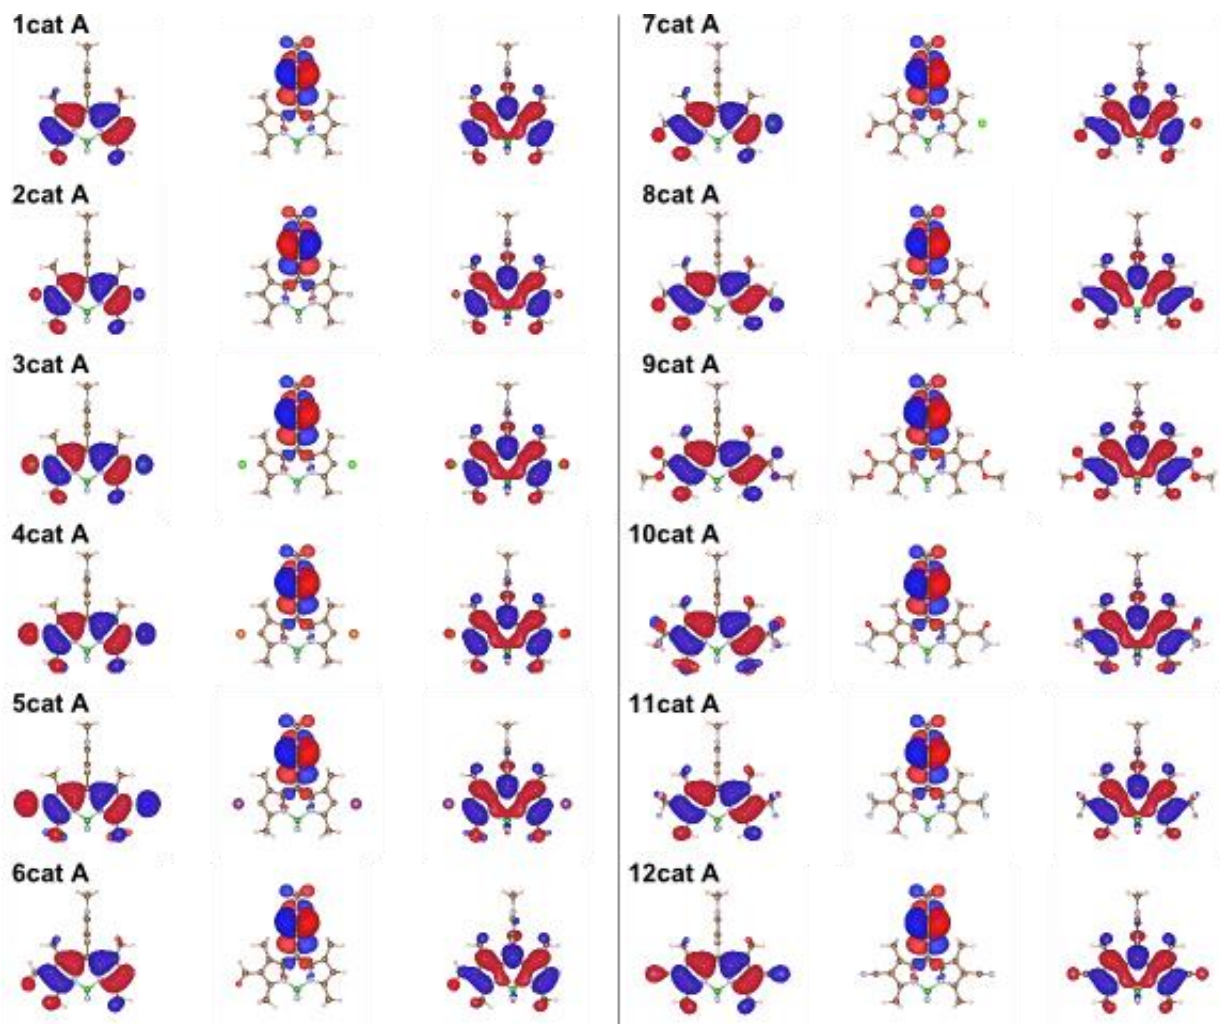 1cat A
2cat A
3cat A
4cat A
5cat A
6cat A
7cat A
8cat A
9cat A
10cat A
11cat A
12cat A